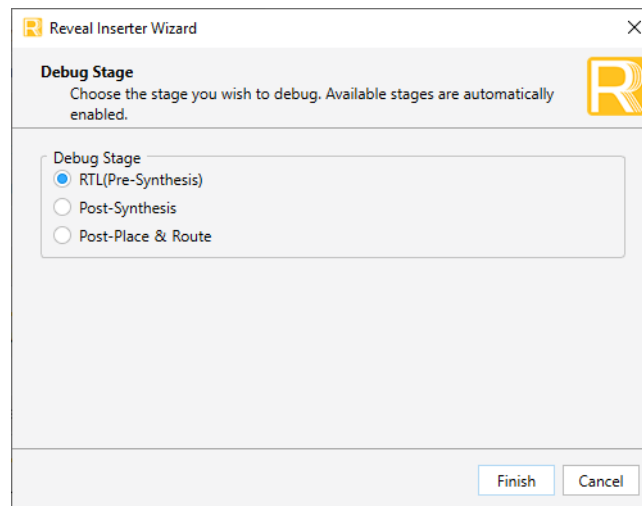 Reveal Inserter Wizard
Debug Stage
Choose the stage you wish to debug. Available stages are automatically
enabled.
Debug Stage
RTL(Pre-Synthesis)
Post-Synthesis
Post-Place & Route
Finish Cancel